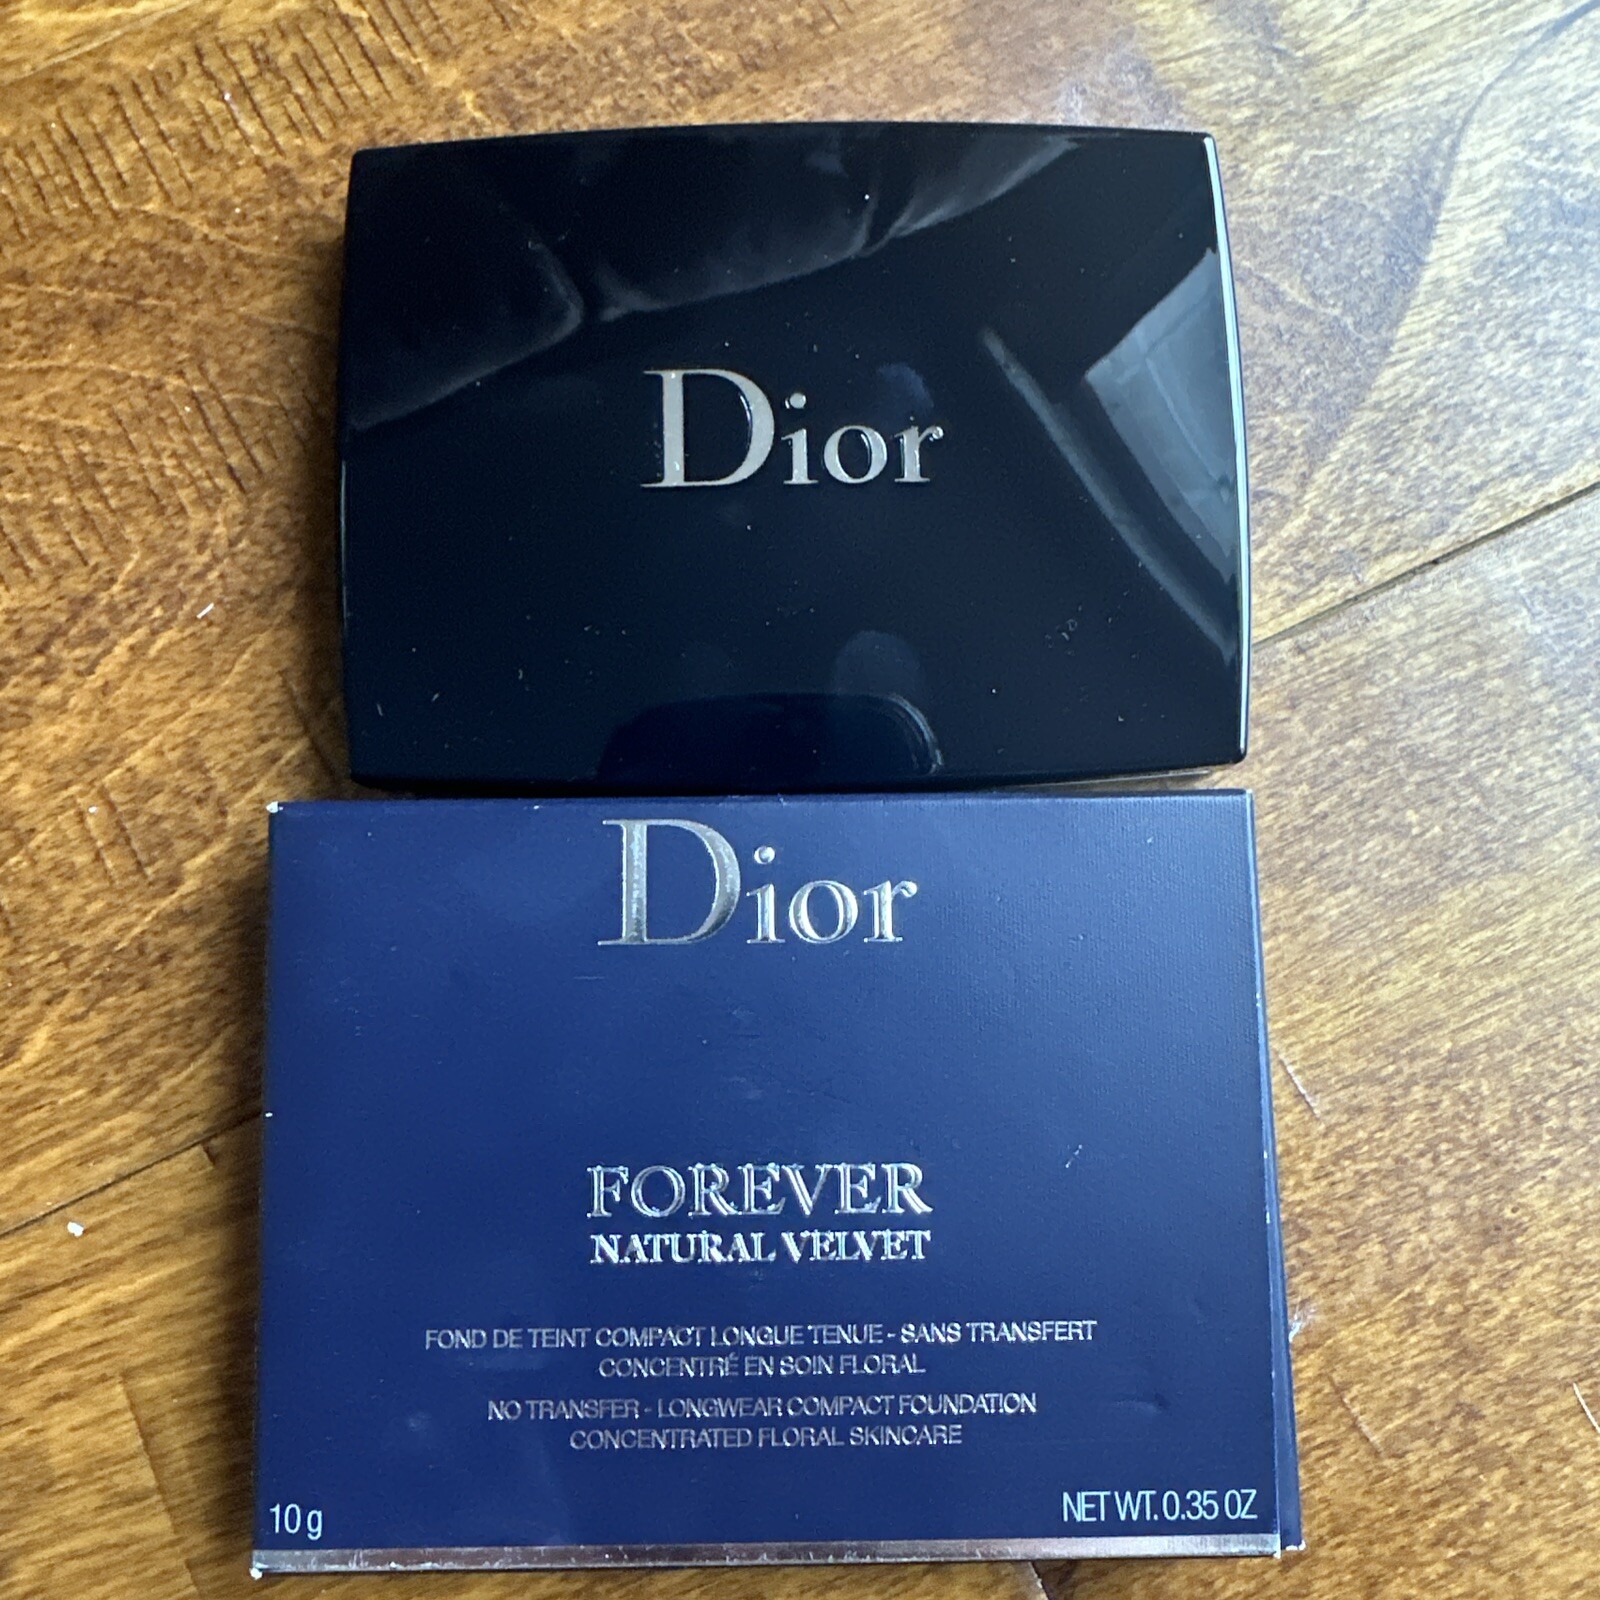 Dior
Dior
FOREVER
NATURAL VELVET
FOND DE TEINT COMPACT LONGUE TENUE - SANS TRANSFERT
CONCENTRÉ EN SOIN FLORAL
NO TRANSFER - LONGWEAR COMPACT FOUNDATION
CONCENTRATED FLORAL SKINCARE
10 g
NET WT. 0.35 OZ